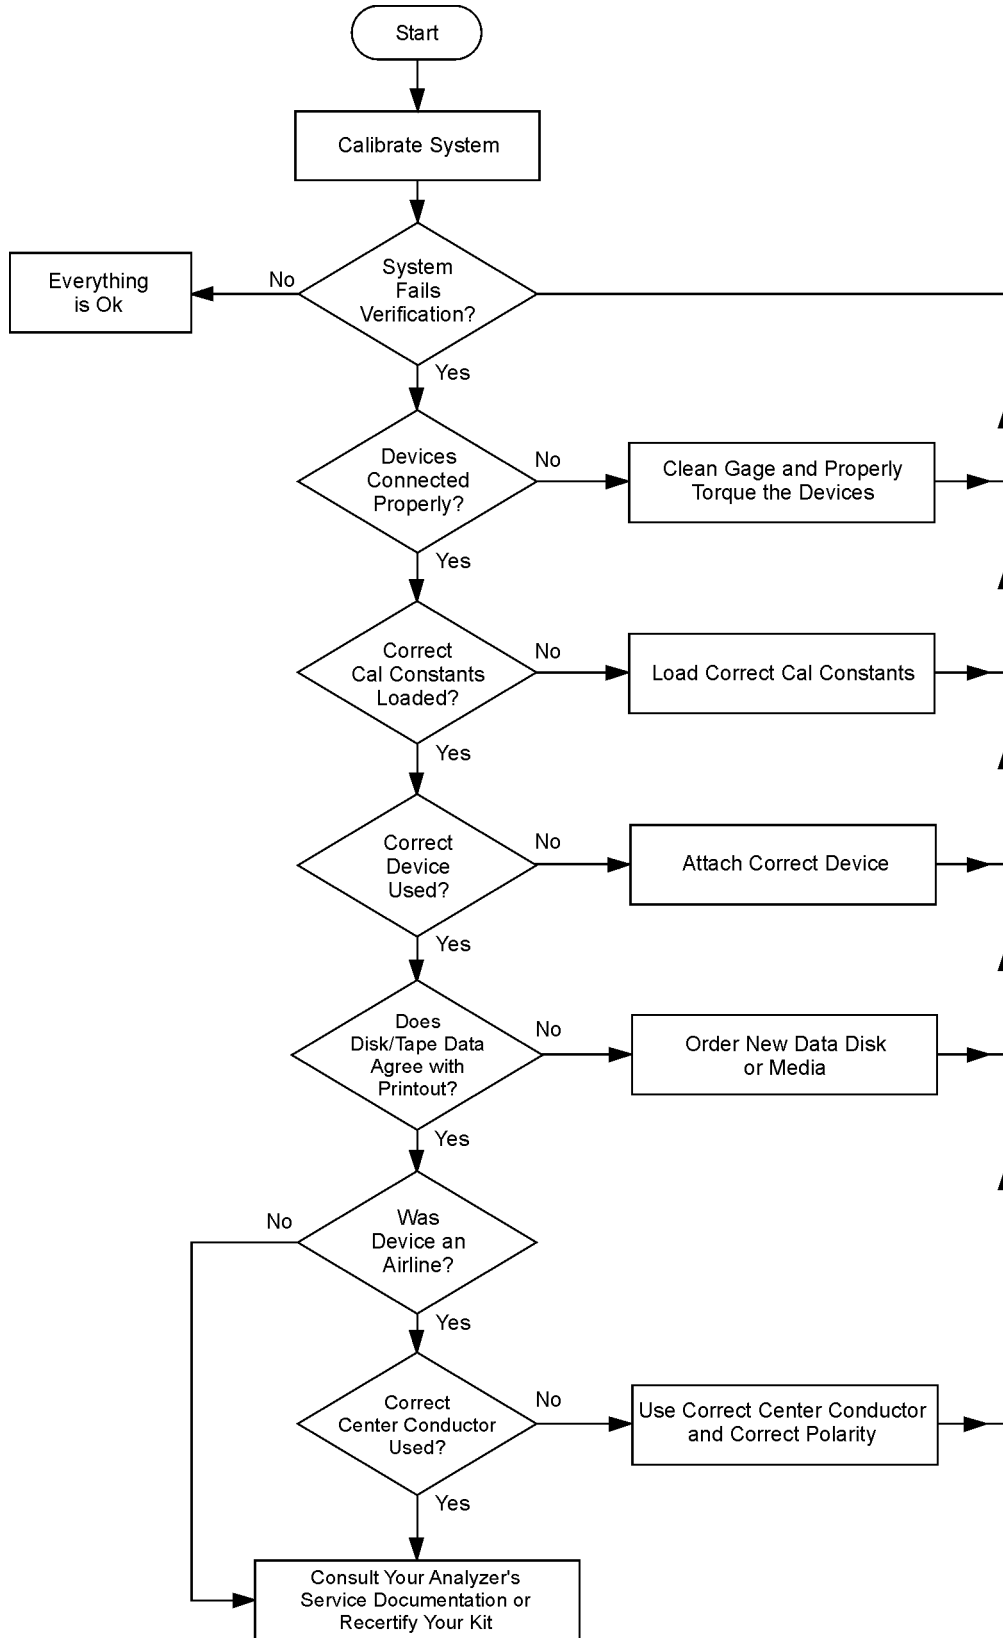 Start
Calibrate System
System
Fails
Verification?
No
Everything
is Ok
Yes
Devices
Connected
Properly?
No
Clean Gage and Properly
Torque the Devices
Yes
Correct
Cal Constants
Loaded?
No
Load Correct Cal Constants
Yes
Correct
Device
Used?
No
Attach Correct Device
Yes
Does
Disk/Tape Data
Agree with
Printout?
No
Order New Data Disk
or Media
Yes
Was
Device an
Airline?
No
Yes
Correct
Center Conductor
Used?
No
Use Correct Center Conductor
and Correct Polarity
Yes
Consult Your Analyzer's
Service Documentation or
Recertify Your Kit